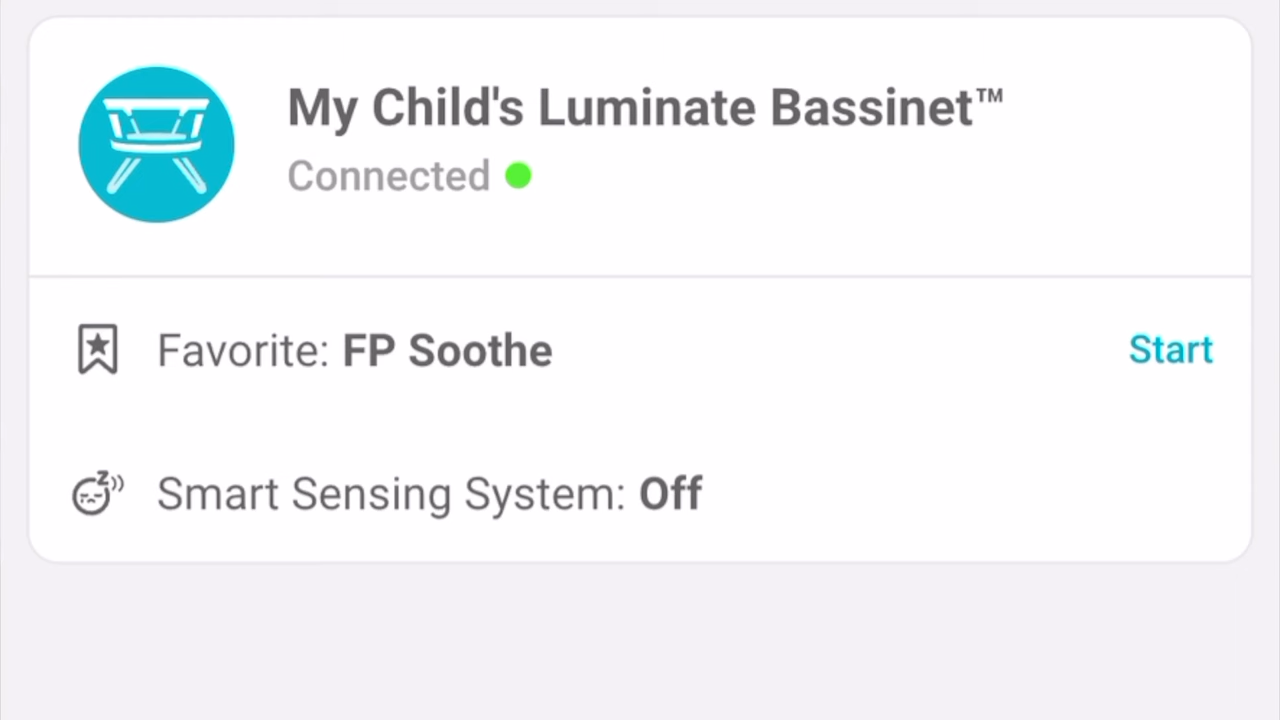 My Child's Luminate Bassinet™
Connected
Favorite: FP Soothe
Start
Smart Sensing System: Off